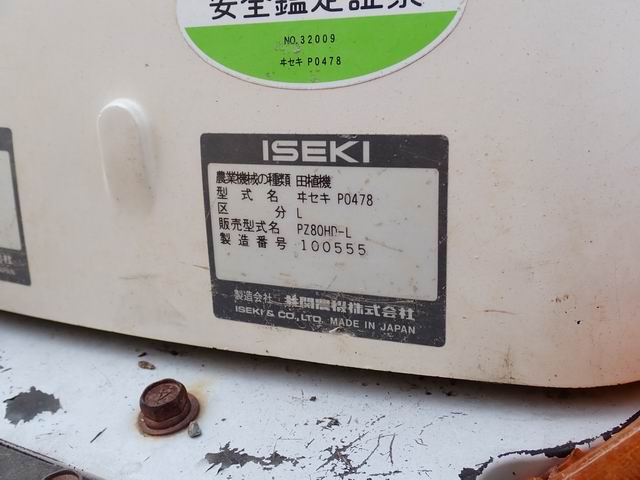 安全鑑定証票
NO.32009
ヰセキ P0478
ISEKI
農業機械の種類 田植機
型式名 ヰセキ P0478
区分 L
販売型式名 PZ80HD-L
製造番号 100555
製造会社 井関農機株式会社
ISEKI & CO.,LTD. MADE IN JAPAN